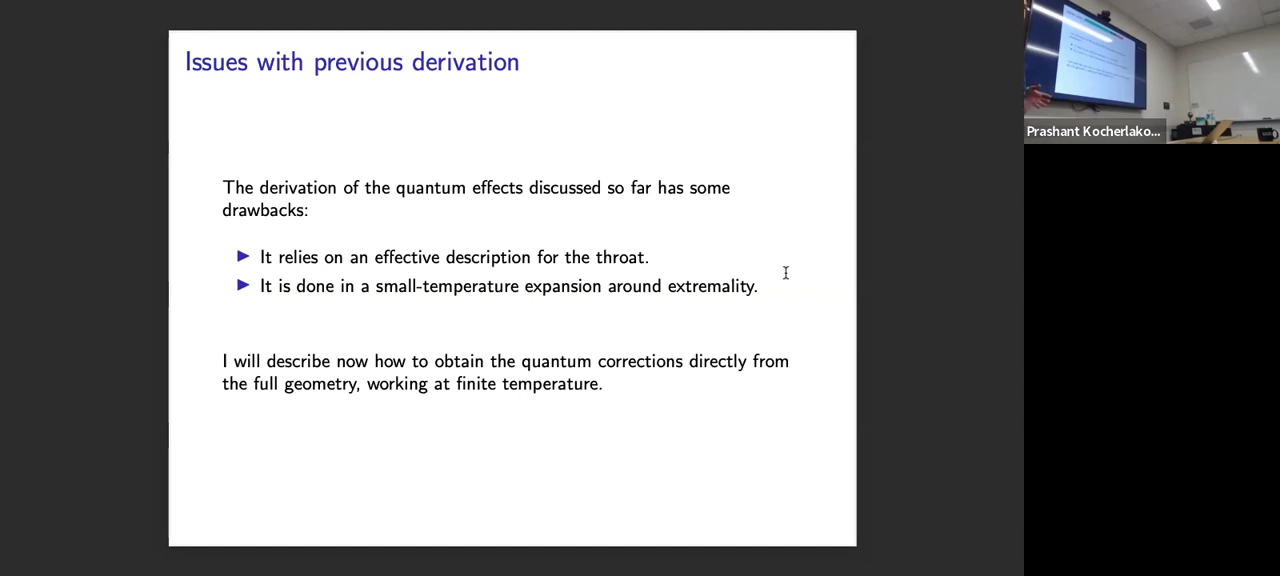 Issues with previous derivation
The derivation of the quantum effects discussed so far has some
drawbacks:
It relies on an effective description for the throat.
It is done in a small-temperature expansion around extremality.
I will describe now how to obtain the quantum corrections directly from
the full geometry, working at finite temperature.
Prashant Kocherlako...